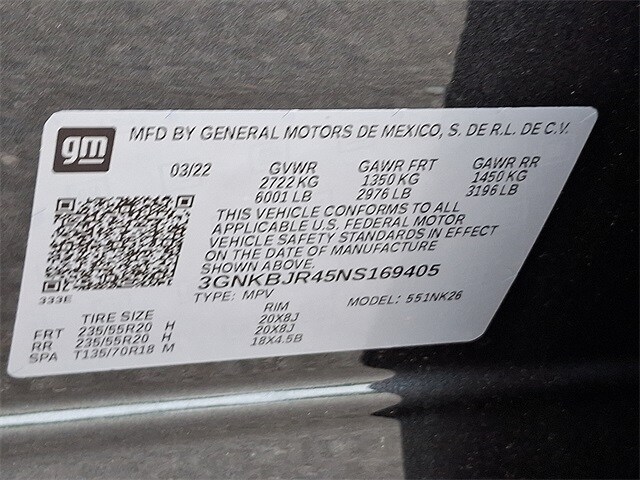 gm
MFD BY GENERAL MOTORS DE MEXICO, S. DE R.L. DE C.V.
03/22 GVWR GAWR FRT GAWR RR
2722 KG 1350 KG 1450 KG
6001 LB 2976 LB 3196 LB
THIS VEHICLE CONFORMS TO ALL
APPLICABLE U.S. FEDERAL MOTOR
VEHICLE SAFETY STANDARDS IN EFFECT
ON THE DATE OF MANUFACTURE
SHOWN ABOVE.
3GNKBJR45NS169405
333E
TYPE: MPV MODEL: 551NK26
TIRE SIZE RIM
FRT 235/55R20 H 20X8J
RR 235/55R20 H 20X8J
SPA T135/70R18 M 18X4.5B